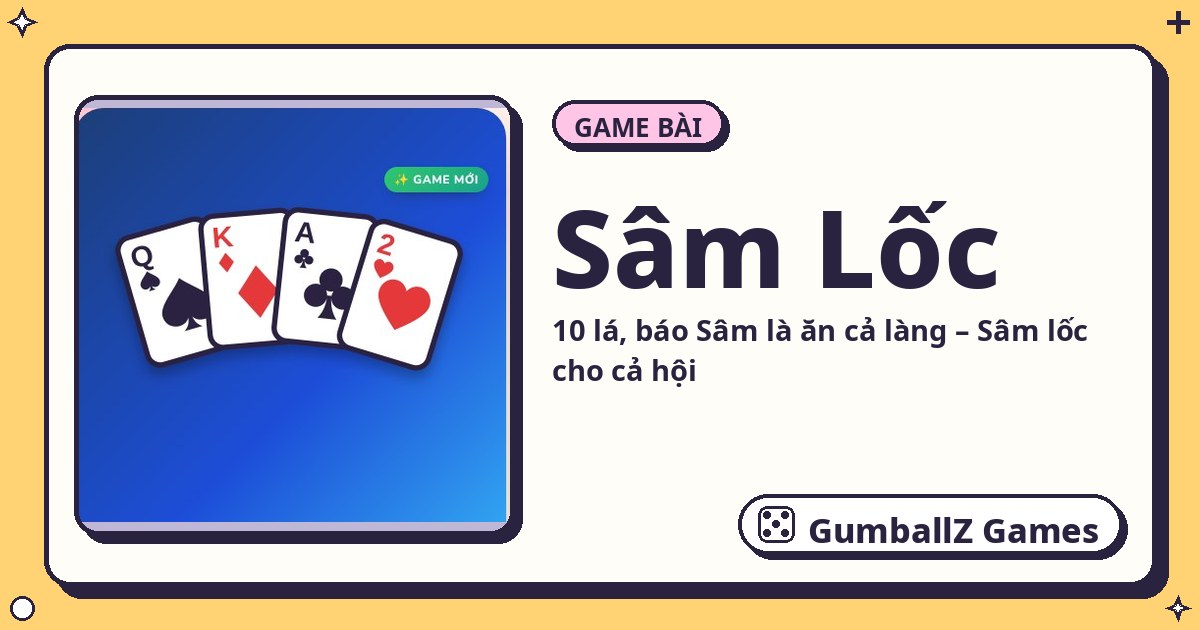 GAME BÀI
✨ GAME MỚI
Q
K
A
2
Sâm Lốc
10 lá, báo Sâm là ăn cả làng – Sâm lốc
cho cả hội
GumballZ Games